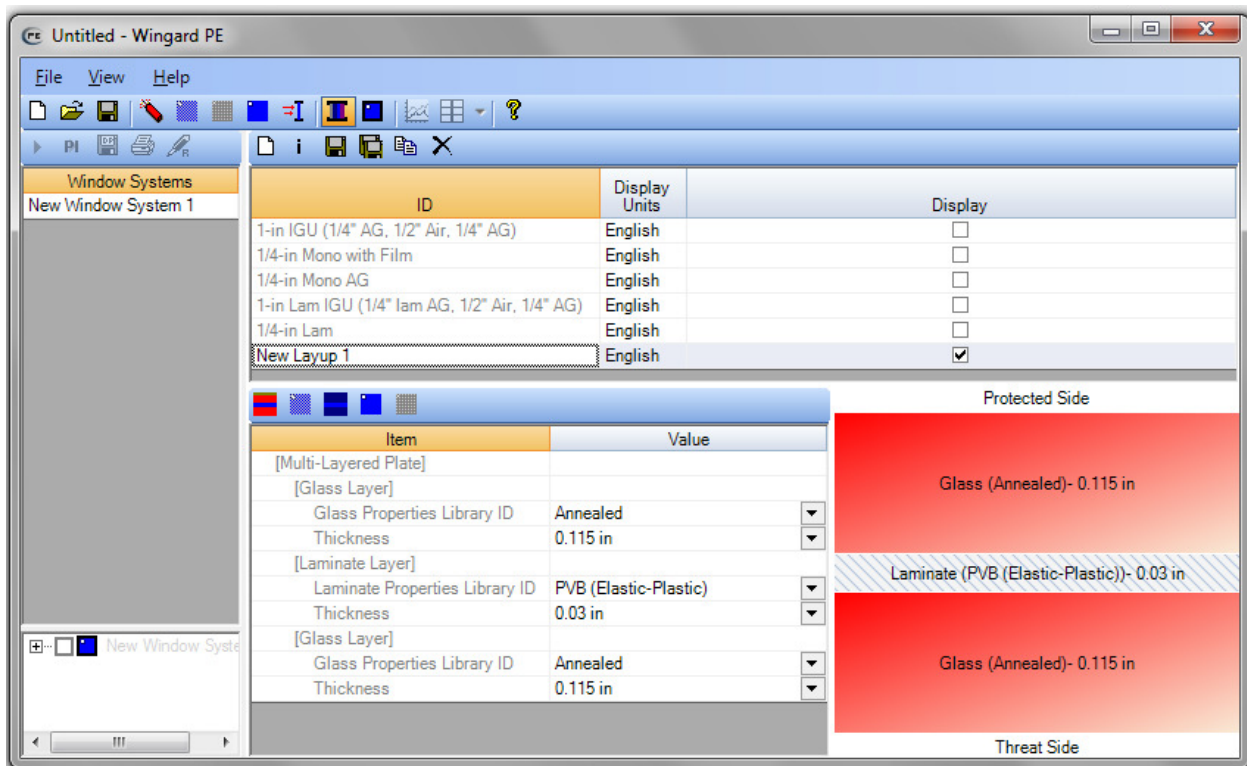 PE Untitled - Wingard PE
File View Help
PI DP R
i
Window Systems
New Window System 1
ID Display Units Display
1-in IGU (1/4" AG, 1/2" Air, 1/4" AG) English
1/4-in Mono with Film English
1/4-in Mono AG English
1-in Lam IGU (1/4" lam AG, 1/2" Air, 1/4" AG) English
1/4-in Lam English
New Layup 1 English
Item Value
[Multi-Layered Plate]
[Glass Layer]
Glass Properties Library ID Annealed
Thickness 0.115 in
[Laminate Layer]
Laminate Properties Library ID PVB (Elastic-Plastic)
Thickness 0.03 in
[Glass Layer]
Glass Properties Library ID Annealed
Thickness 0.115 in
Protected Side
Glass (Annealed)- 0.115 in
Laminate (PVB (Elastic-Plastic))- 0.03 in
Glass (Annealed)- 0.115 in
Threat Side
New Window Syste